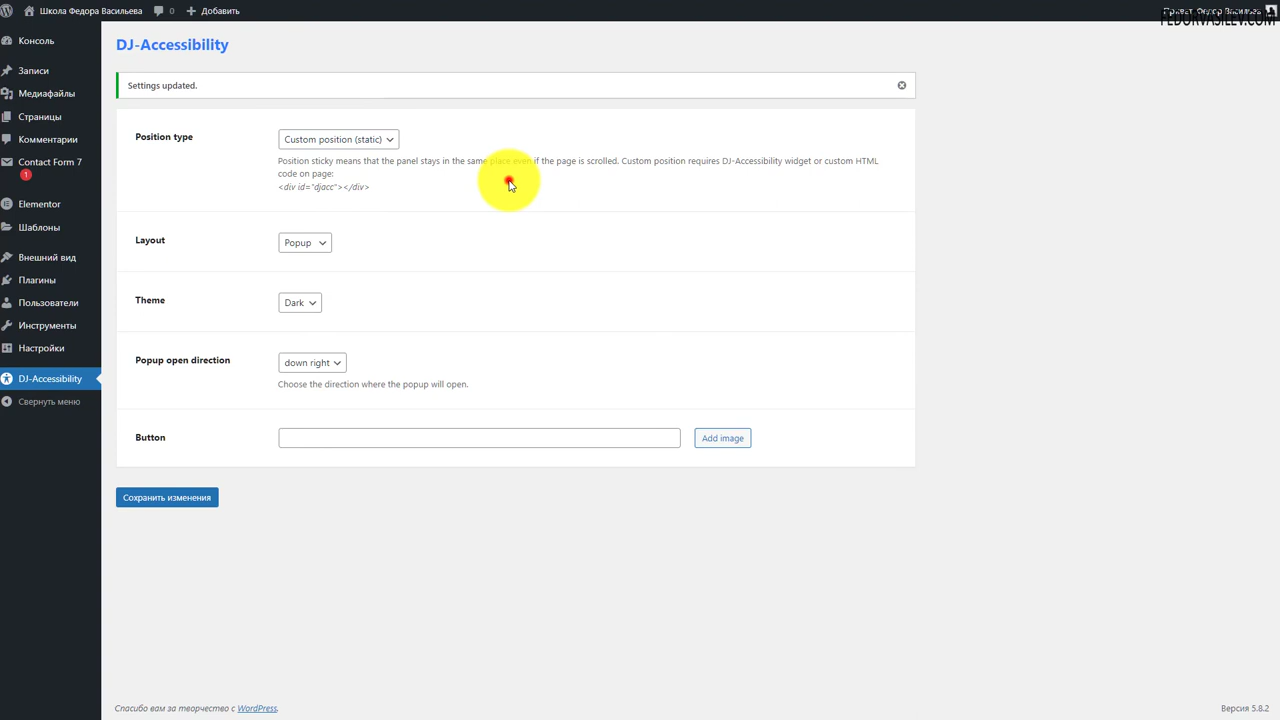 Школа Федора Васильева 0 Добавить Привет, Федор Васильев
FEDORVASILEV.COM
Консоль
Записи
Медиафайлы
Страницы
Комментарии
Contact Form 7
1
Elementor
Шаблоны
Внешний вид
Плагины
Пользователи
Инструменты
Настройки
DJ-Accessibility
Свернуть меню
DJ-Accessibility
Settings updated.
Position type
Custom position (static)
Position sticky means that the panel stays in the same place even if the page is scrolled. Custom position requires DJ-Accessibility widget or custom HTML
code on page:
<div id="djacc"></div>
Layout
Popup
Theme
Dark
Popup open direction
down right
Choose the direction where the popup will open.
Button
Add image
Сохранить изменения
Спасибо вам за творчество с WordPress.
Версия 5.8.2